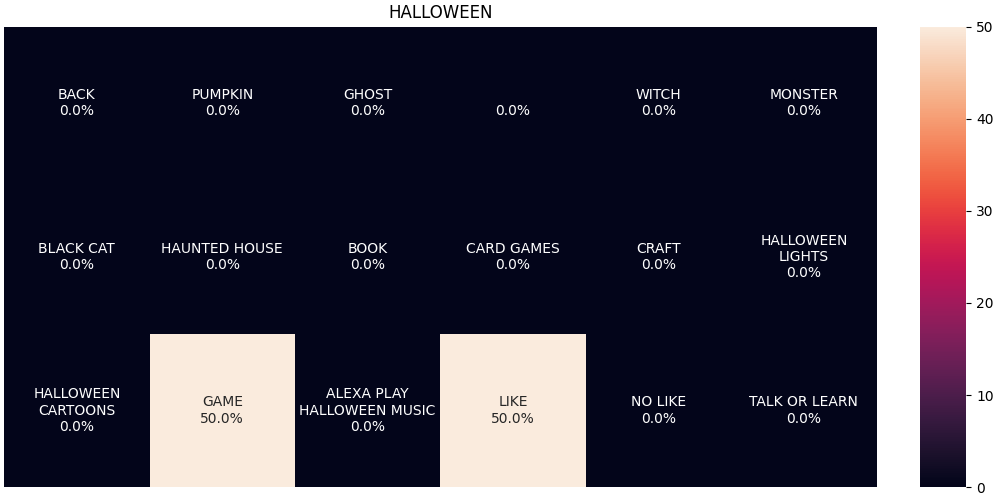 HALLOWEEN
BACK
0.0%
PUMPKIN
0.0%
GHOST
0.0%
0.0%
WITCH
0.0%
MONSTER
0.0%
BLACK CAT
0.0%
HAUNTED HOUSE
0.0%
BOOK
0.0%
CARD GAMES
0.0%
CRAFT
0.0%
HALLOWEEN
LIGHTS
0.0%
HALLOWEEN
CARTOONS
0.0%
GAME
50.0%
ALEXA PLAY
HALLOWEEN MUSIC
0.0%
LIKE
50.0%
NO LIKE
0.0%
TALK OR LEARN
0.0%
50
40
30
20
10
0